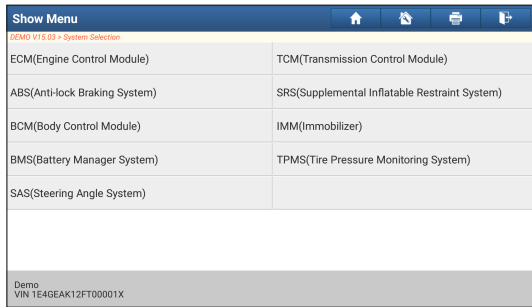 Show Menu
DEMO V15.03 > System Selection
ECM(Engine Control Module)
TCM(Transmission Control Module)
ABS(Anti-lock Braking System)
SRS(Supplemental Inflatable Restraint System)
BCM(Body Control Module)
IMM(Immobilizer)
BMS(Battery Manager System)
TPMS(Tire Pressure Monitoring System)
SAS(Steering Angle System)
Demo
VIN 1E4GEAK12FT00001X